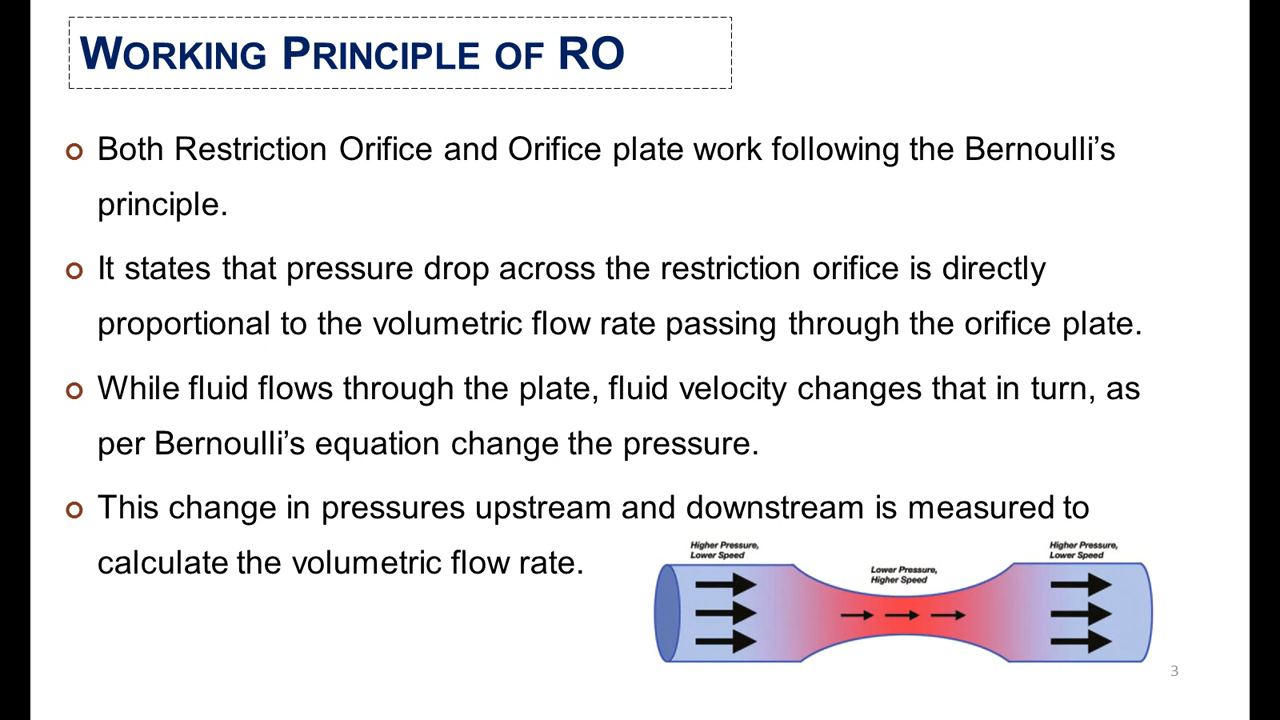 WORKING PRINCIPLE OF RO
Both Restriction Orifice and Orifice plate work following the Bernoulli’s
principle.
It states that pressure drop across the restriction orifice is directly
proportional to the volumetric flow rate passing through the orifice plate.
While fluid flows through the plate, fluid velocity changes that in turn, as
per Bernoulli’s equation change the pressure.
This change in pressures upstream and downstream is measured to
calculate the volumetric flow rate.
Higher Pressure,
Lower Speed
Lower Pressure,
Higher Speed
Higher Pressure,
Lower Speed
3